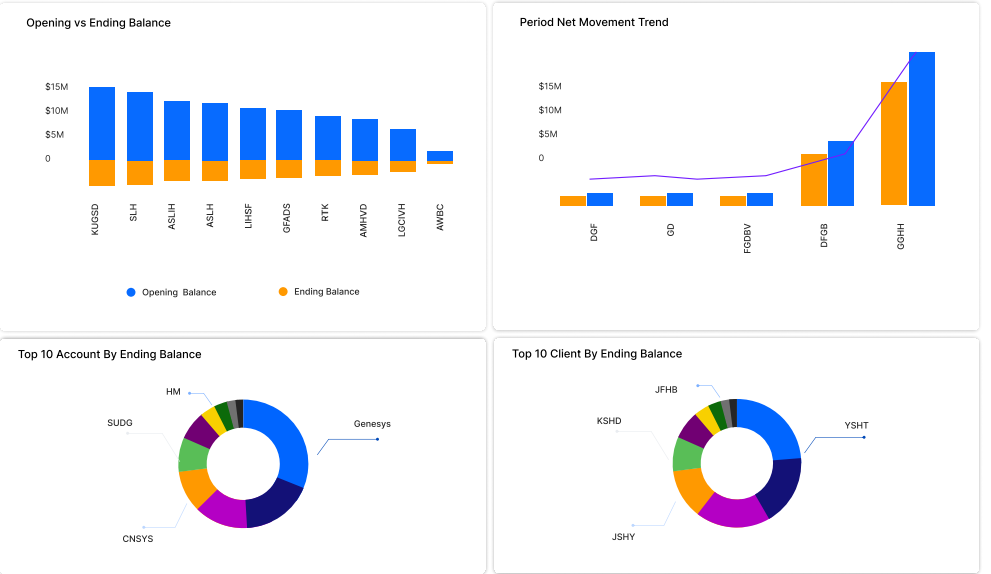 Opening vs Ending Balance
$15M
$10M
$5M
0
KUGSD
SLH
ASLIH
ASLH
LIHSF
GFADS
RTK
AMHVD
LGCIVH
AWBC
Opening Balance
Ending Balance
Period Net Movement Trend
$15M
$10M
$5M
0
DGF
GD
FGDBV
DFGB
GGHH
Top 10 Account By Ending Balance
HM
SUDG
Genesys
CNSYS
Top 10 Client By Ending Balance
JFHB
KSHD
YSHT
JSHY